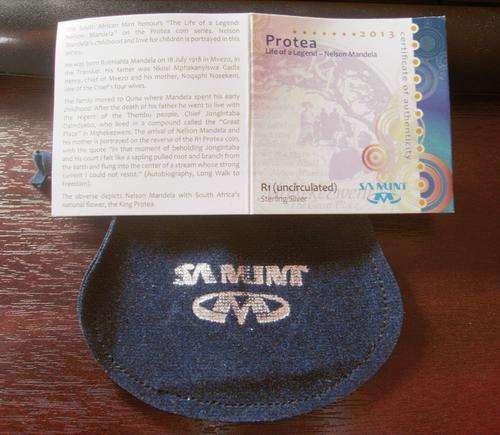 The South African Mint honours "The Life of a Legend:
Nelson Mandela" on the Protea coin series. Nelson
Mandela's childhood and love for children is portrayed in this
series.
He was born Rolihlahla Mandela on 18 July 1918 in Mvezo, in
the Transkei. His father was Nkosi Mphakanyiswa Gadla
Henry, chief of Mvezo and his mother, Noqaphi Nosekeni,
one of the Chief's four wives.
The family moved to Qunu where Mandela spent his early
childhood. After the death of his father he went to live with
the regent of the Thembu people, Chief Jongintaba
Dalindyebo, who lived in a compound called the "Great
Place" in Mqhekezweni. The arrival of Nelson Mandela and
his mother is portrayed on the reverse of the R1 Protea coin,
with the quote "In that moment of beholding Jongintaba
and his court I felt like a sapling pulled root and branch from
the earth and flung into the center of a stream whose strong
current I could not resist." (Autobiography, Long Walk to
Freedom).
The obverse depicts Nelson Mandela with South Africa's
national flower, the King Protea.
2013
Protea
Life of a Legend – Nelson Mandela
certificate of authenticity
R1 (uncirculated)
Sterling Silver
SA MINT
SA MINT